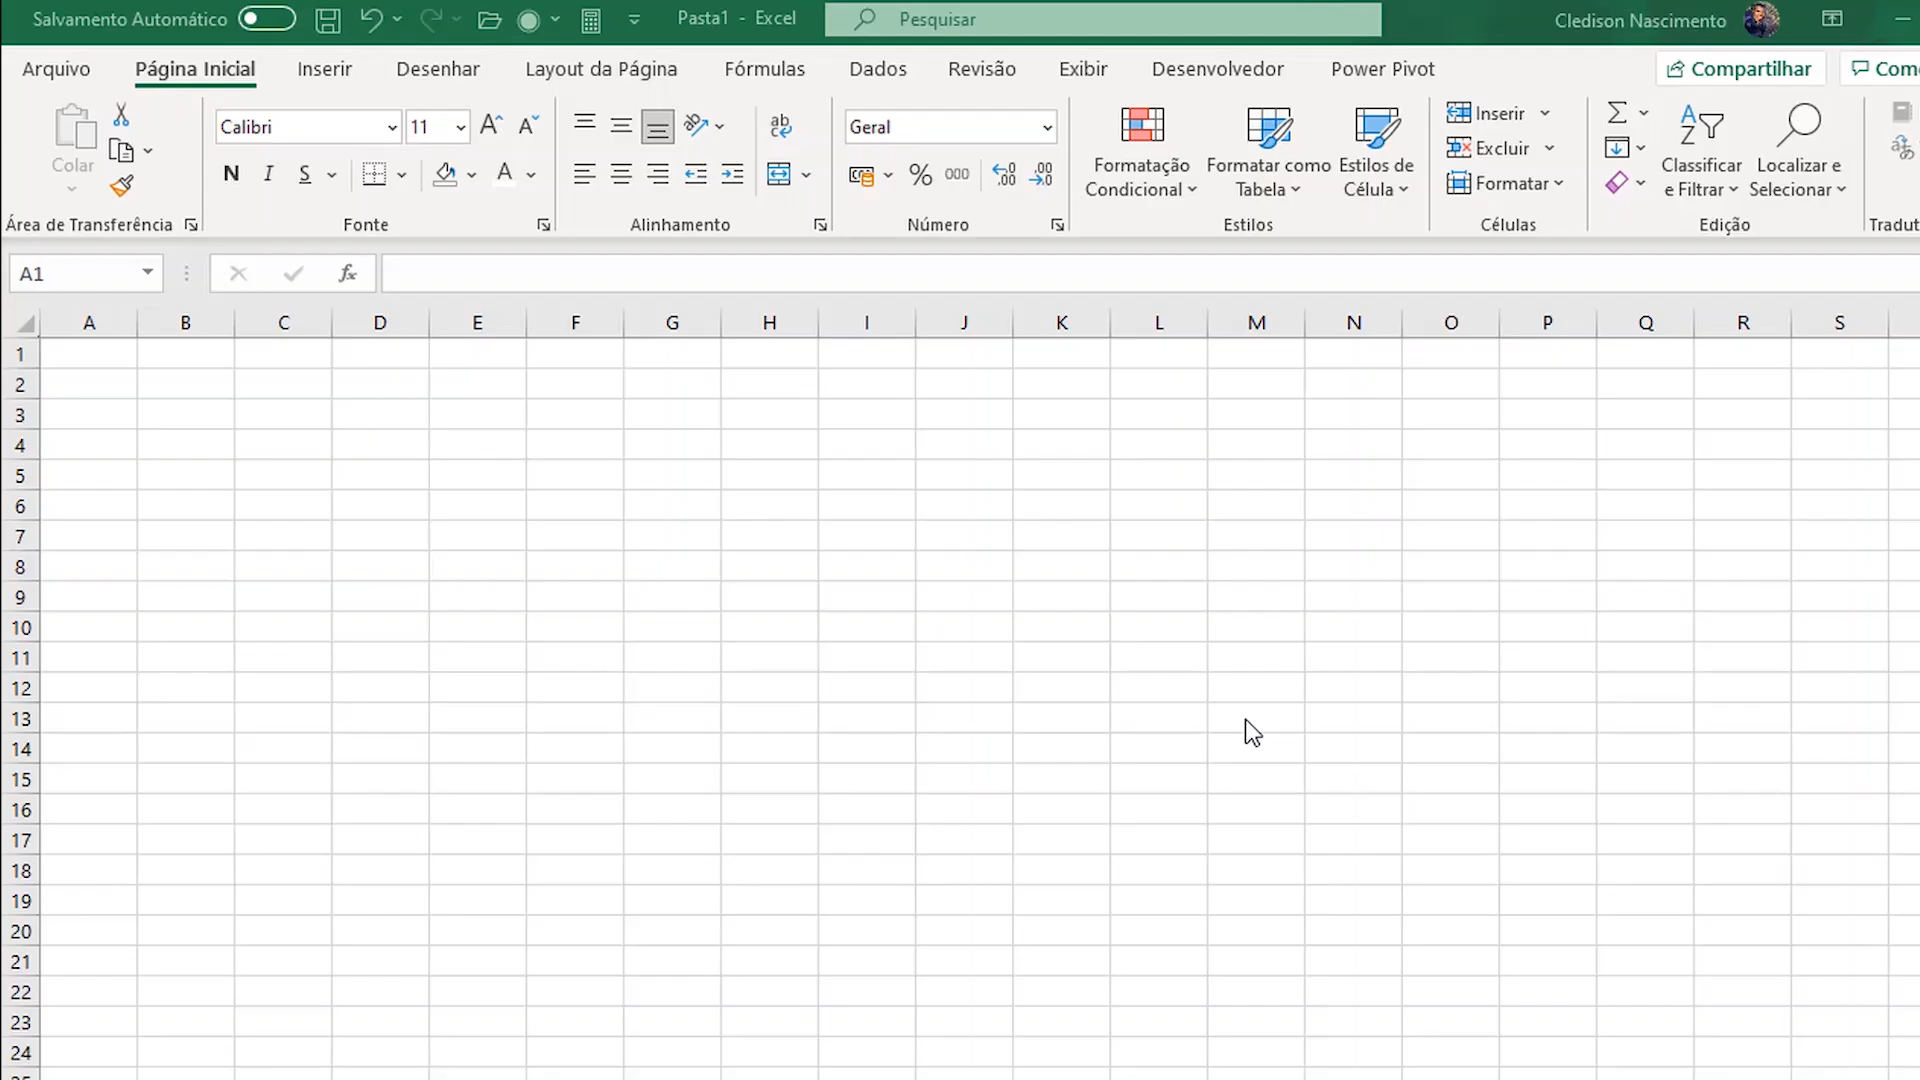 Salvamento Automático
Pasta1 - Excel
Pesquisar
Cledison Nascimento
Arquivo
Página Inicial
Inserir
Desenhar
Layout da Página
Fórmulas
Dados
Revisão
Exibir
Desenvolvedor
Power Pivot
Compartilhar
Colar
Calibri
11
N I S
ab
Geral
% 000
Formatação
Condicional
Formatar como
Tabela
Estilos de
Célula
Inserir
Excluir
Formatar
Classificar
e Filtrar
Localizar e
Selecionar
Área de Transferência
Fonte
Alinhamento
Número
Estilos
Células
Edição
A1
fx
A B C D E F G H I J K L M N O P Q R S
1
2
3
4
5
6
7
8
9
10
11
12
13
14
15
16
17
18
19
20
21
22
23
24